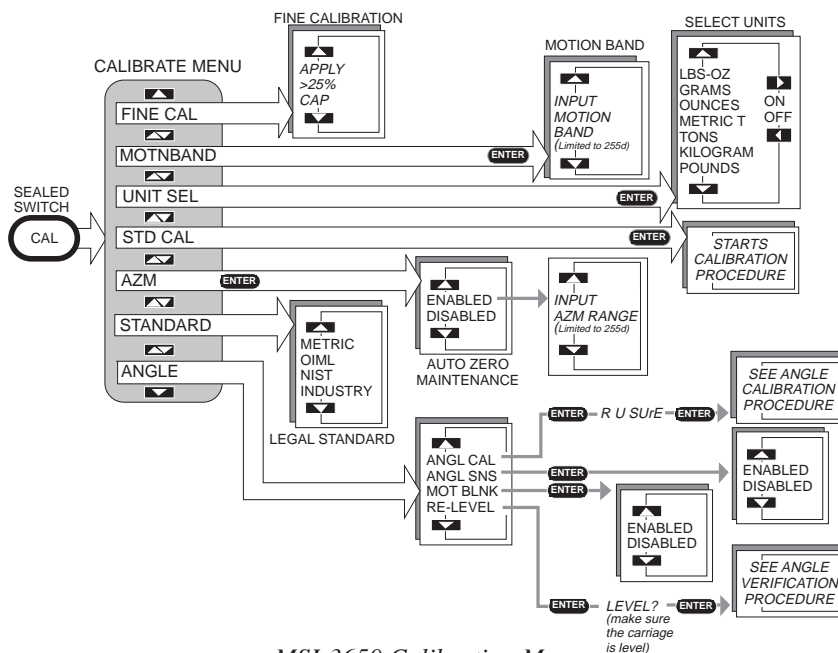 FINE CALIBRATION
APPLY
>25%
CAP
MOTION BAND
INPUT
MOTION
BAND
(Limited to 255d)
SELECT UNITS
LBS-OZ
GRAMS
OUNCES
METRIC T
TONS
KILOGRAM
POUNDS
ON
OFF
CALIBRATE MENU
FINE CAL
MOTNBAND
ENTER
UNIT SEL
ENTER
SEALED
SWITCH
CAL
STD CAL
ENTER
STARTS
CALIBRATION
PROCEDURE
AZM
ENTER
ENABLED
DISABLED
AUTO ZERO
MAINTENANCE
INPUT
AZM RANGE
(Limited to 255d)
STANDARD
METRIC
OIML
NIST
INDUSTRY
LEGAL STANDARD
ANGLE
ANGL CAL
ANGL SNS
MOT BLNK
RE-LEVEL
ENTER
R U SUrE
ENTER
SEE ANGLE
CALIBRATION
PROCEDURE
ENTER
ENABLED
DISABLED
ENTER
ENABLED
DISABLED
ENTER
LEVEL?
(make sure
the carriage
is level)
ENTER
SEE ANGLE
VERIFICATION
PROCEDURE